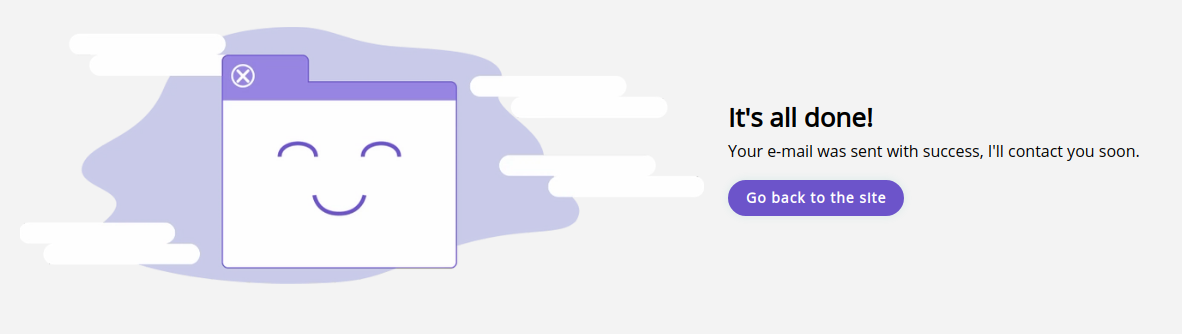 It's all done!
Your e-mail was sent with success, I'll contact you soon.
Go back to the site